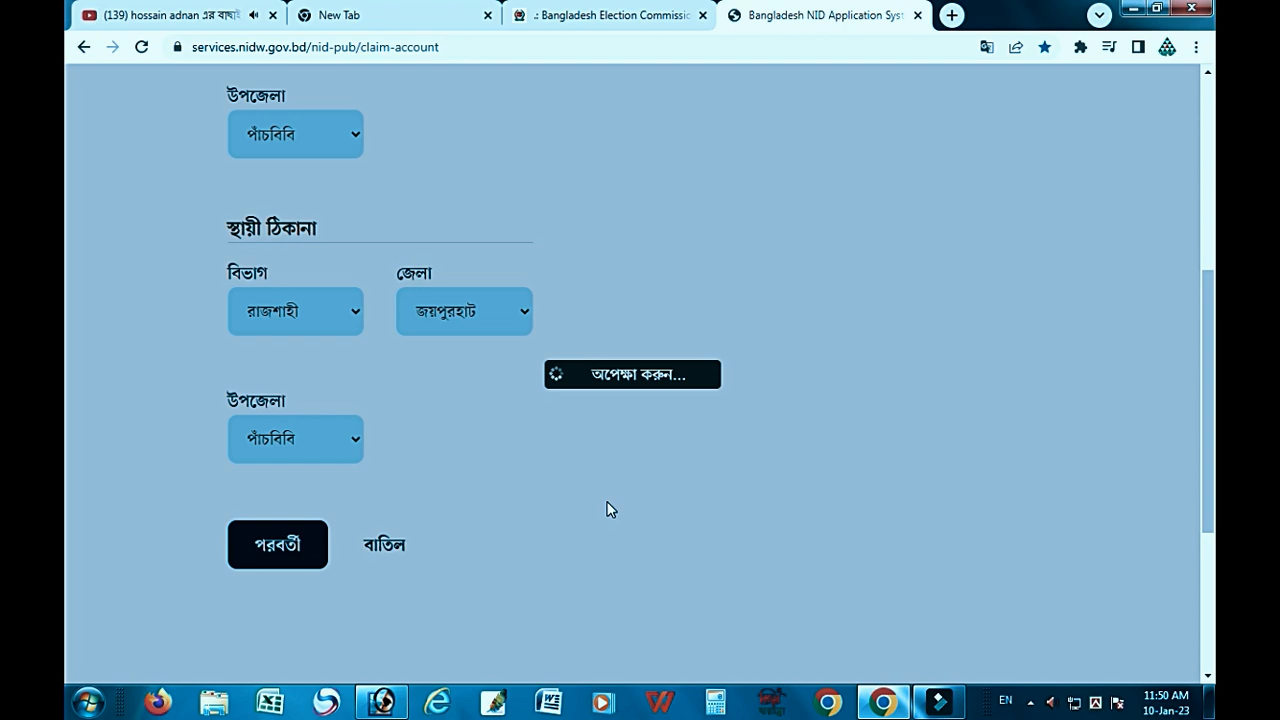 (139) hossain adnan এর বাছাই
New Tab
.: Bangladesh Election Commissio
Bangladesh NID Application Syst
services.nidw.gov.bd/nid-pub/claim-account
উপজেলা
পাঁচবিবি
স্থায়ী ঠিকানা
বিভাগ
জেলা
রাজশাহী
জয়পুরহাট
অপেক্ষা করুন...
উপজেলা
পাঁচবিবি
পরবর্তী
বাতিল
EN
11:50 AM
10-Jan-23